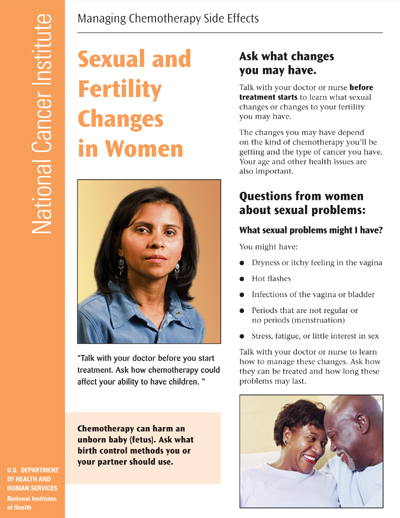 National Cancer Institute
Managing Chemotherapy Side Effects
Sexual and
Fertility
Changes
in Women
"Talk with your doctor before you start
treatment. Ask how chemotherapy could
affect your ability to have children. "
Chemotherapy can harm an
unborn baby (fetus). Ask what
birth control methods you or
your partner should use.
Ask what changes
you may have.
Talk with your doctor or nurse before
treatment starts to learn what sexual
changes or changes to your fertility
you may have.
The changes you may have depend
on the kind of chemotherapy you'll be
getting and the type of cancer you have.
Your age and other health issues are
also important.
Questions from women
about sexual problems:
What sexual problems might I have?
You might have:
● Dryness or itchy feeling in the vagina
● Hot flashes
● Infections of the vagina or bladder
● Periods that are not regular or
no periods (menstruation)
● Stress, fatigue, or little interest in sex
Talk with your doctor or nurse to learn
how to manage these changes. Ask how
they can be treated and how long these
problems may last.
U.S. DEPARTMENT
OF HEALTH AND
HUMAN SERVICES
National Institutes
of Health